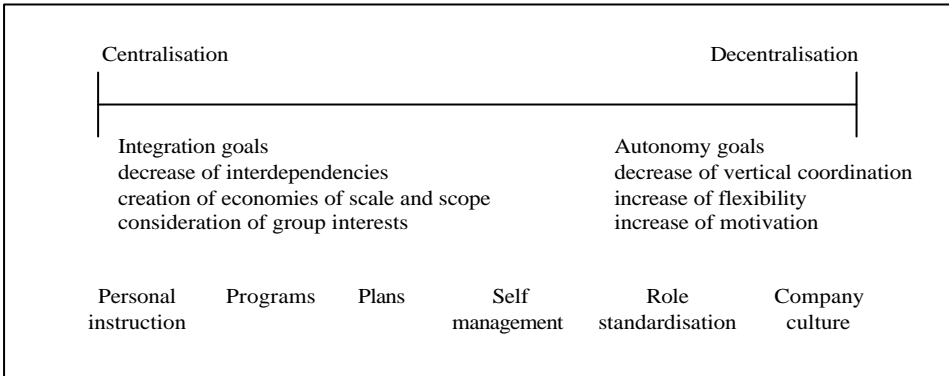 Centralisation
Decentralisation
Integration goals
decrease of interdependencies
creation of economies of scale and scope
consideration of group interests
Autonomy goals
decrease of vertical coordination
increase of flexibility
increase of motivation
Personal
instruction
Programs
Plans
Self
management
Role
standardisation
Company
culture